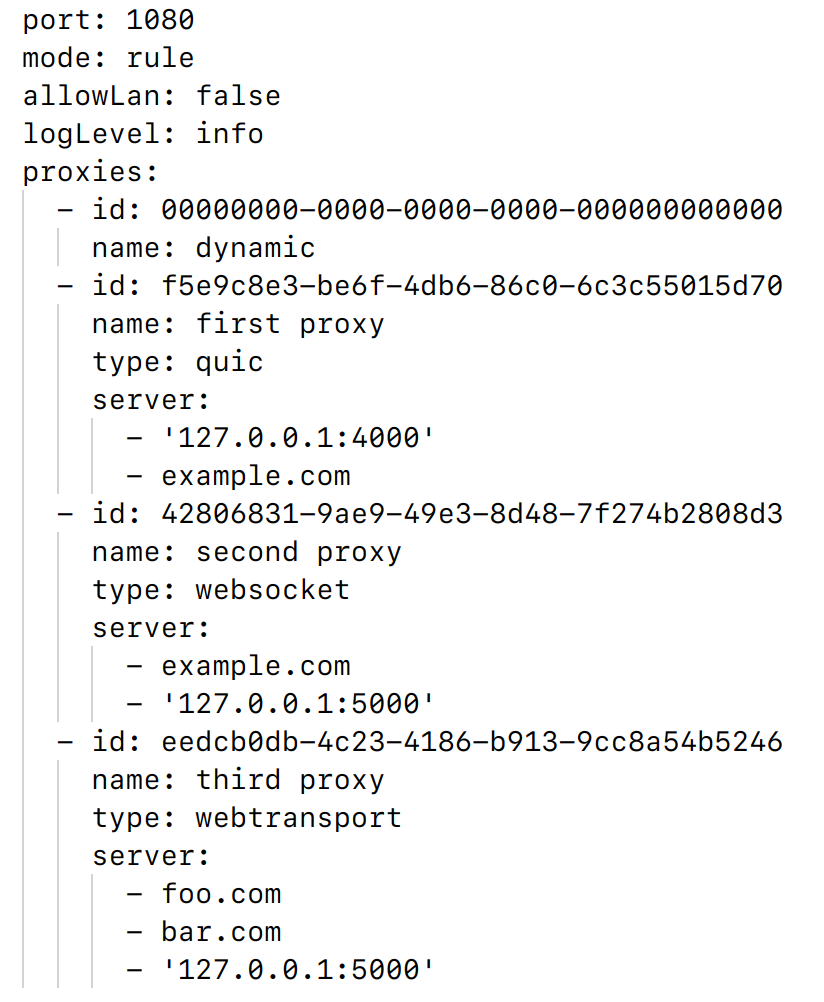 port: 1080
mode: rule
allowLan: false
logLevel: info
proxies:
  - id: 00000000-0000-0000-0000-000000000000
    name: dynamic
  - id: f5e9c8e3-be6f-4db6-86c0-6c3c55015d70
    name: first proxy
    type: quic
    server:
      - '127.0.0.1:4000'
      - example.com
  - id: 42806831-9ae9-49e3-8d48-7f274b2808d3
    name: second proxy
    type: websocket
    server:
      - example.com
      - '127.0.0.1:5000'
  - id: eedcb0db-4c23-4186-b913-9cc8a54b5246
    name: third proxy
    type: webtransport
    server:
      - foo.com
      - bar.com
      - '127.0.0.1:5000'